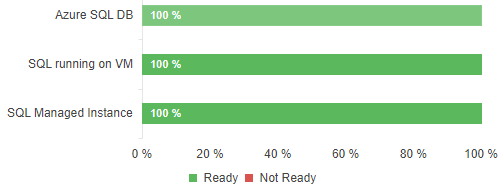 Azure SQL DB 100 %
SQL running on VM 100 %
SQL Managed Instance 100 %
0 % 20 % 40 % 60 % 80 % 100 %
Ready Not Ready